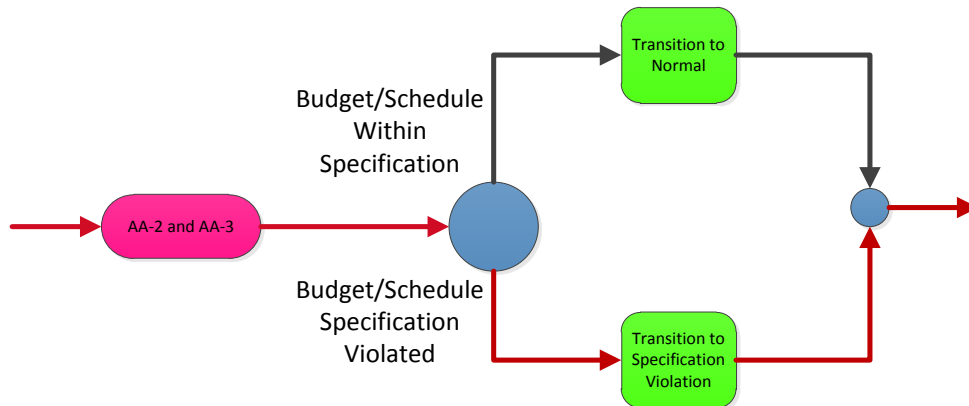 Transition to
Normal
Budget/Schedule
Within
Specification
AA-2 and AA-3
Budget/Schedule
Specification
Violated
Transition to
Specification
Violation